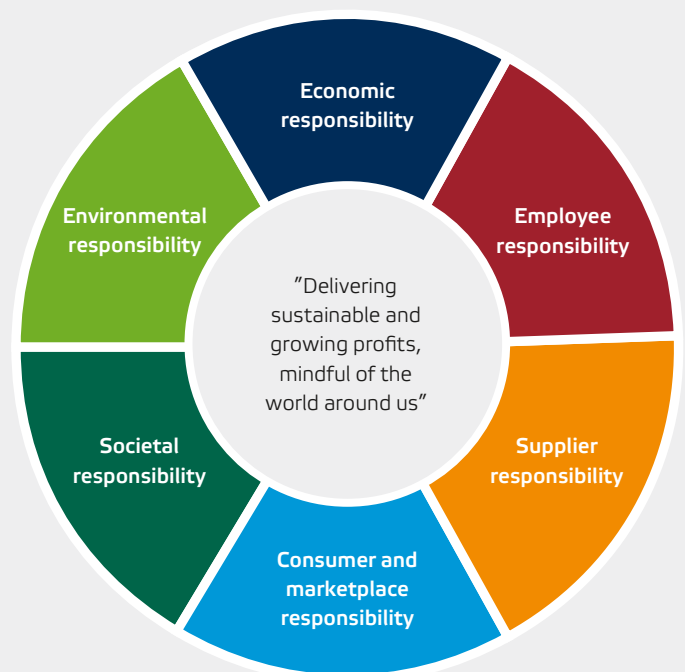 Economic
responsibility
Employee
responsibility
Supplier
responsibility
Consumer and
marketplace
responsibility
Societal
responsibility
Environmental
responsibility
”Delivering
sustainable and
growing profits,
mindful of the
world around us”